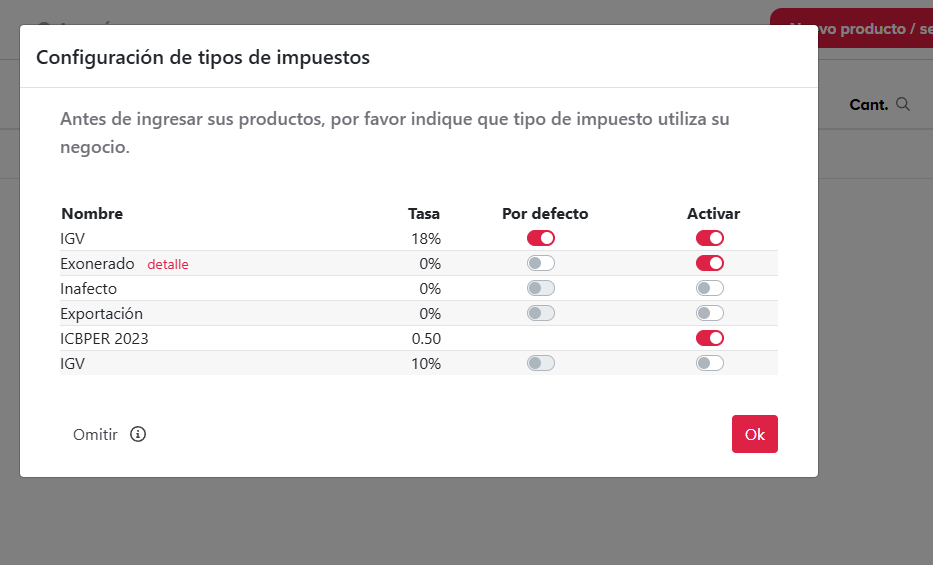 vo producto / se
Configuración de tipos de impuestos
Cant.
Antes de ingresar sus productos, por favor indique que tipo de impuesto utiliza su
negocio.
Nombre Tasa Por defecto Activar
IGV 18%
Exonerado detalle 0%
Inafecto 0%
Exportación 0%
ICBPER 2023 0.50
IGV 10%
Omitir Ok